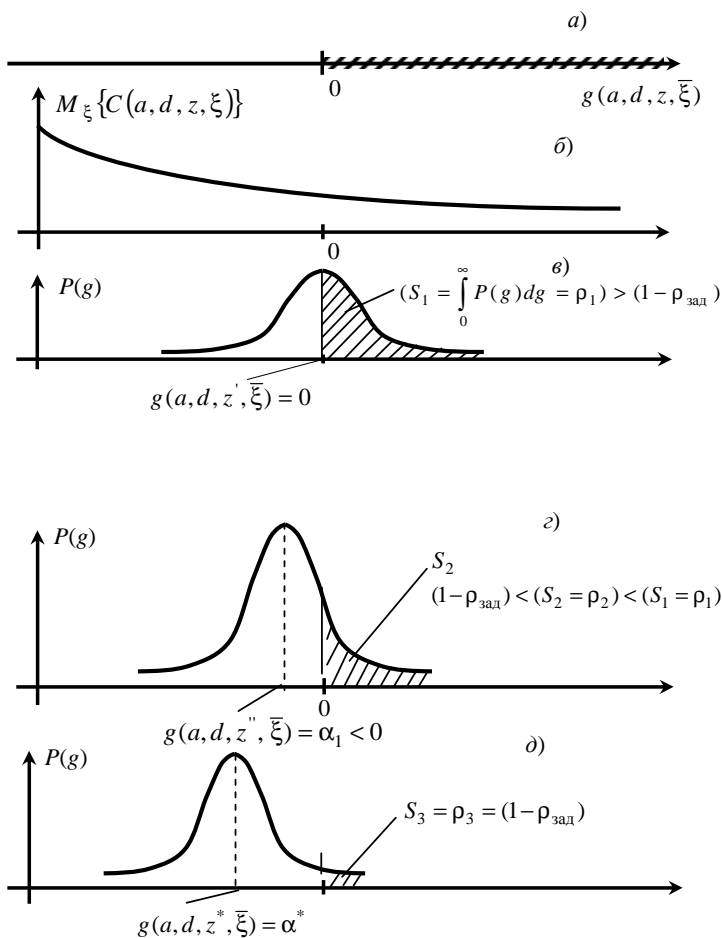 а)
0
g(a, d, z, ξ̅)
M_ξ{C(a, d, z, ξ)}
б)
0
P(g)
в)
(S₁ = ∫₀^∞ P(g)dg = ρ₁) > (1 − ρ_зад)
g(a, d, z', ξ̅) = 0
г)
P(g)
S₂
(1−ρ_зад) < (S₂ = ρ₂) < (S₁ = ρ₁)
0
g(a, d, z'', ξ̅) = α₁ < 0
д)
P(g)
S₃ = ρ₃ = (1−ρ_зад)
0
g(a, d, z*, ξ̅) = α*